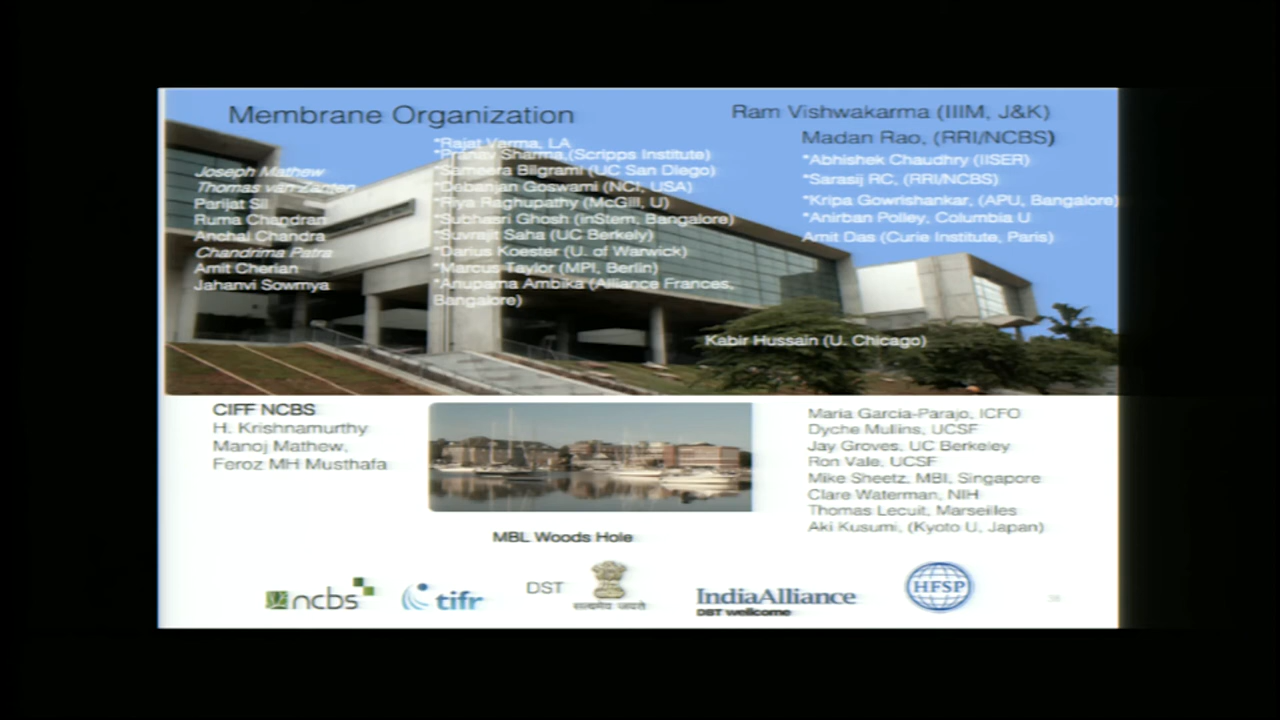 Membrane Organization
Joseph Mathew
Thomas van Zanten
Parijat Sil
Ruma Chandran
Anchal Chandra
Chandrima Patra
Amit Cherian
Jahanvi Sowmya
*Rajat Varma, LA
*Pranav Sharma (Scripps Institute)
*Sameera Bilgrami (UC San Diego)
*Debanjan Goswami (NCI, USA)
*Riya Raghupathy (McGill, U)
*Subhasri Ghosh (inStem, Bangalore)
*Suvrajit Saha (UC Berkely)
*Darius Koester (U. of Warwick)
*Marcus Taylor (MPI, Berlin)
*Anupama Ambika (Alliance Frances,
Bangalore)
Ram Vishwakarma (IIIM, J&K)
Madan Rao, (RRI/NCBS)
*Abhishek Chaudhry (IISER)
*Sarasij RC, (RRI/NCBS)
*Kripa Gowrishankar, (APU, Bangalore)
*Anirban Polley, Columbia U
Amit Das (Curie Institute, Paris)
Kabir Hussain (U. Chicago)
CIFF NCBS
H. Krishnamurthy
Manoj Mathew,
Feroz MH Musthafa
MBL Woods Hole
Maria Garcia-Parajo, ICFO
Dyche Mullins, UCSF
Jay Groves, UC Berkeley
Ron Vale, UCSF
Mike Sheetz, MBI, Singapore
Clare Waterman, NIH
Thomas Lecuit, Marseilles
Aki Kusumi, (Kyoto U, Japan)
ncbs
tifr
DST
सत्यमेव जयते
IndiaAlliance
DBT wellcome
HFSP